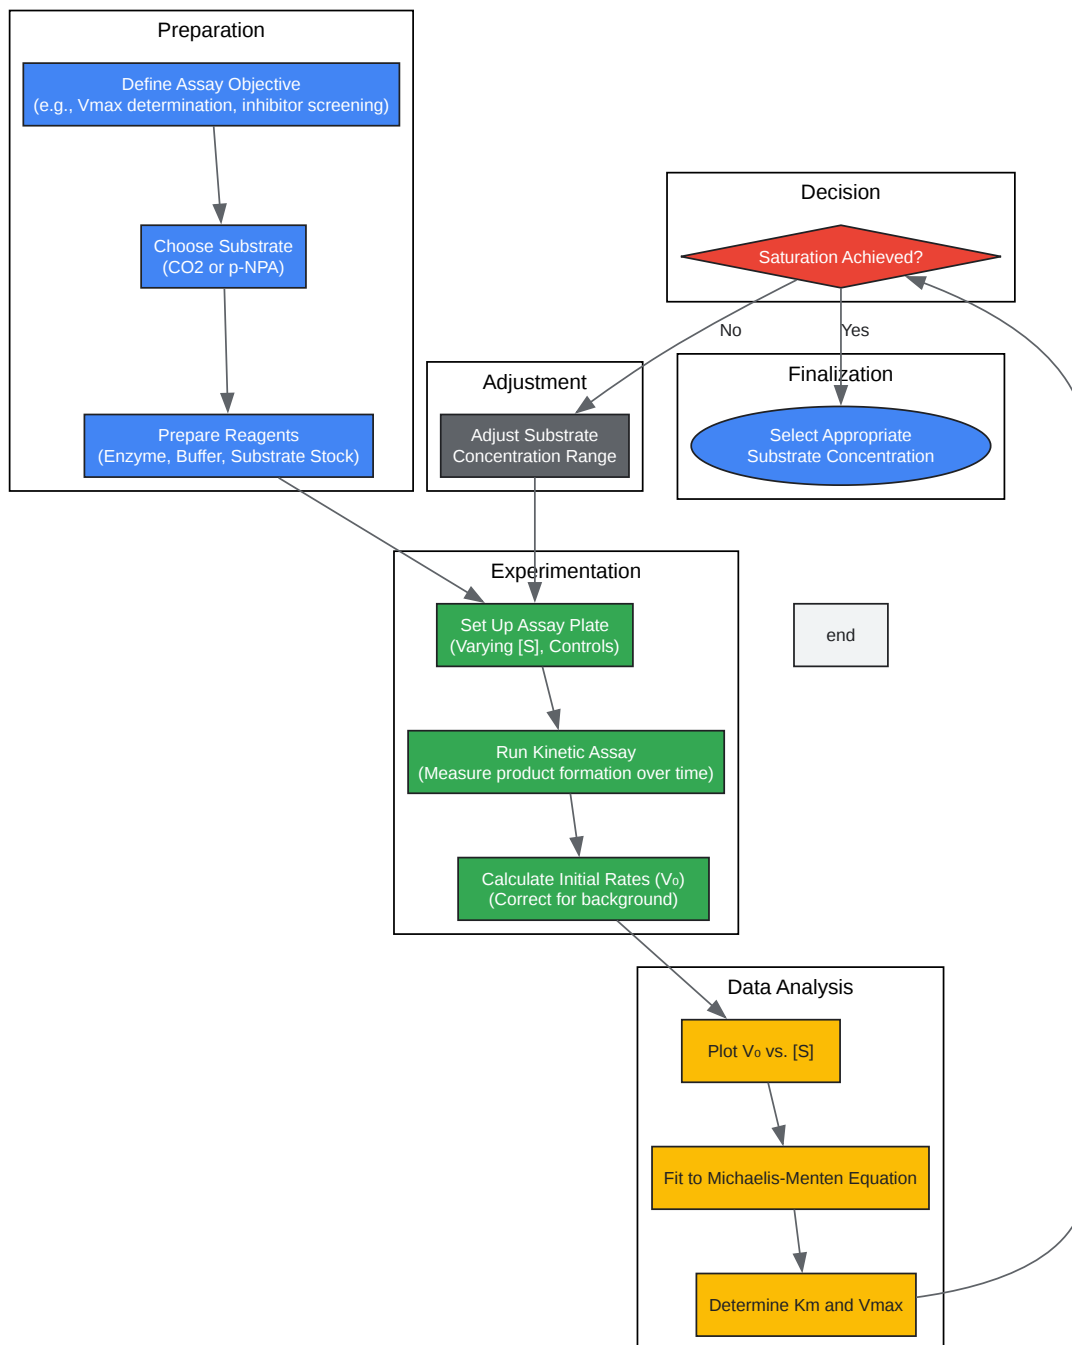 Preparation
Define Assay Objective
(e.g., Vmax determination, inhibitor screening)
Choose Substrate
(CO2 or p-NPA)
Prepare Reagents
(Enzyme, Buffer, Substrate Stock)
Decision
Saturation Achieved?
No
Yes
Adjustment
Adjust Substrate
Concentration Range
Finalization
Select Appropriate
Substrate Concentration
Experimentation
Set Up Assay Plate
(Varying [S], Controls)
end
Run Kinetic Assay
(Measure product formation over time)
Calculate Initial Rates (V₀)
(Correct for background)
Data Analysis
Plot V₀ vs. [S]
Fit to Michaelis-Menten Equation
Determine Km and Vmax